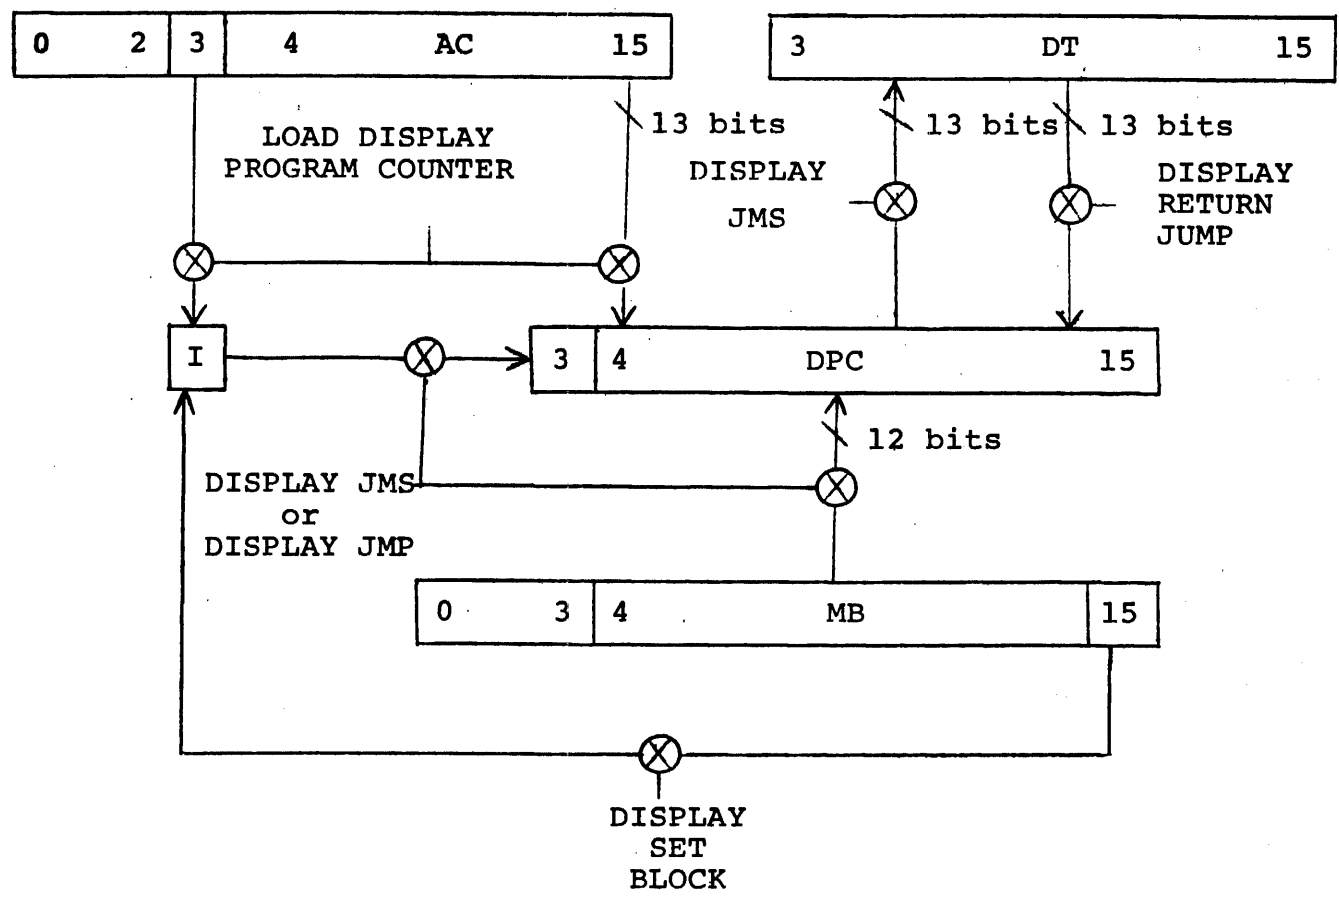 0 2 3 4 AC 15
3 DT 15
13 bits
13 bits
13 bits
LOAD DISPLAY
PROGRAM COUNTER
DISPLAY
JMS
DISPLAY
RETURN
JUMP
I
3 4 DPC 15
12 bits
DISPLAY JMS
or
DISPLAY JMP
0 3 4 MB 15
DISPLAY
SET
BLOCK